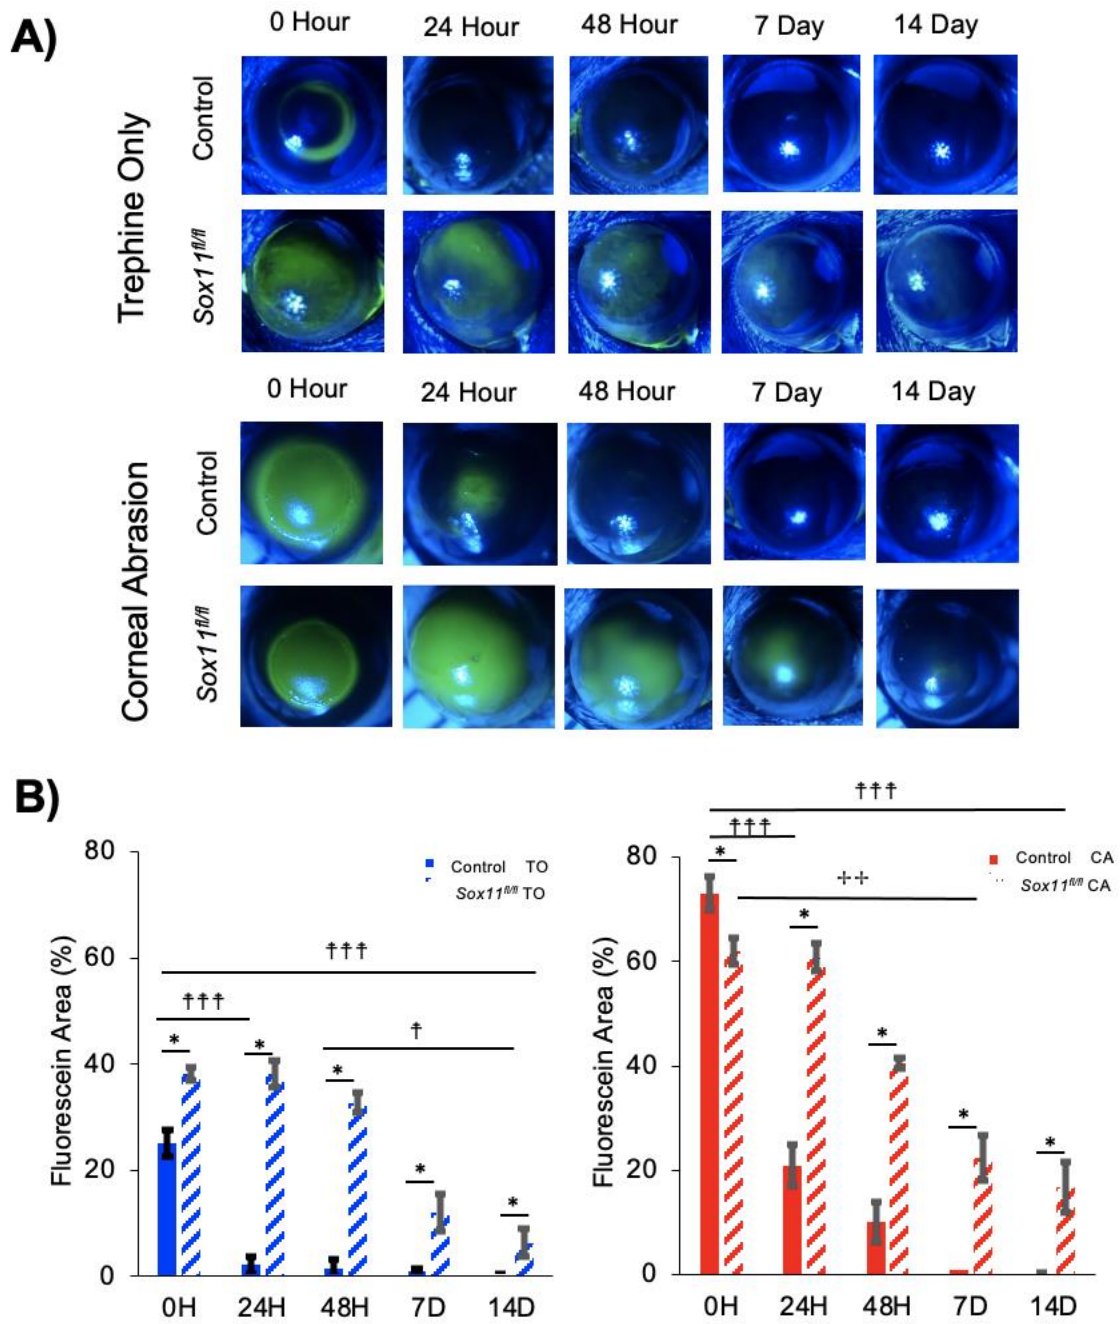 A)
0 Hour 24 Hour 48 Hour 7 Day 14 Day
Trephine Only
Control
Sox11fl/fl
0 Hour 24 Hour 48 Hour 7 Day 14 Day
Corneal Abrasion
Control
Sox11fl/fl
B)
Fluorescein Area (%)
80
60
40
20
0
Control TO
Sox11fl/fl TO
†††
†††
†
* * * * *
0H 24H 48H 7D 14D
Fluorescein Area (%)
80
60
40
20
0
Control CA
Sox11fl/fl CA
†††
†††
++
* * * * *
0H 24H 48H 7D 14D